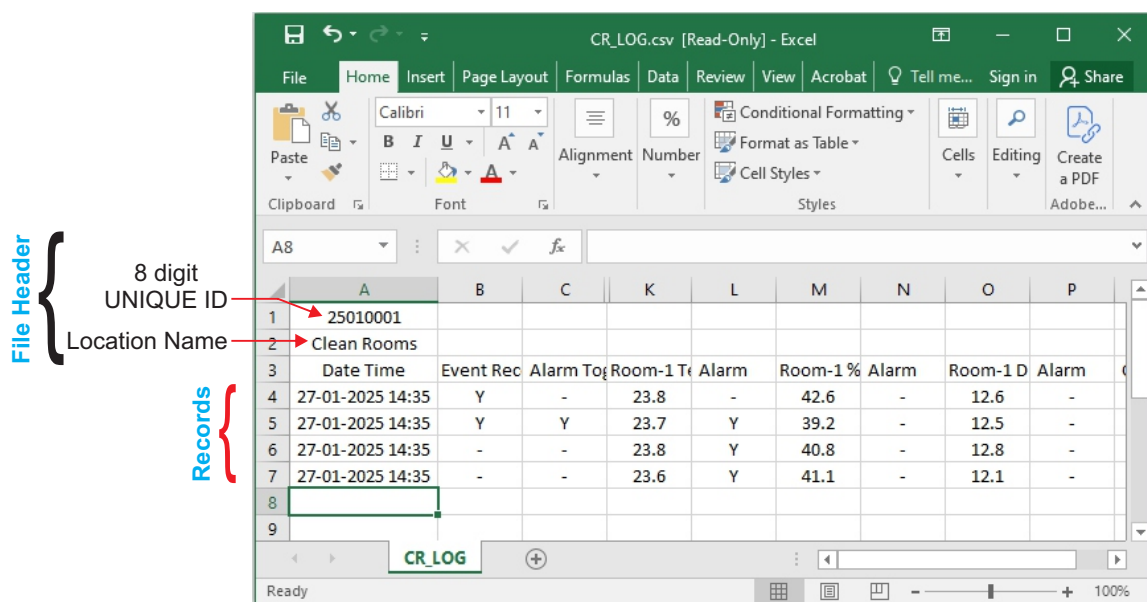 CR_LOG.csv [Read-Only] - Excel
File Home Insert Page Layout Formulas Data Review View Acrobat Tell me... Sign in Share
Calibri 11
B I U A A A
Paste Alignment Number % Conditional Formatting Format as Table Cell Styles Cells Editing Create a PDF
Clipboard Font Styles Adobe...
A8 fx
A B C K L M N O P
1 25010001
2 Clean Rooms
3 Date Time Event Rec Alarm Tog Room-1 Te Alarm Room-1 % Alarm Room-1 D Alarm
4 27-01-2025 14:35 Y - 23.8 - 42.6 - 12.6 -
5 27-01-2025 14:35 Y Y 23.7 Y 39.2 - 12.5 -
6 27-01-2025 14:35 - - 23.8 Y 40.8 - 12.8 -
7 27-01-2025 14:35 - - 23.6 Y 41.1 - 12.1 -
8
9
File Header
8 digit
UNIQUE ID
Location Name
Records
CR_LOG
Ready 100%